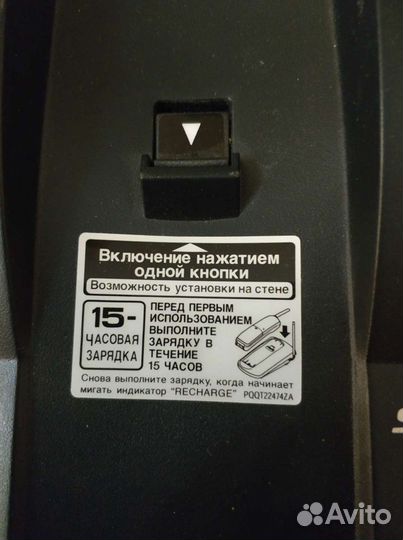 Включение нажатием
одной кнопки
Возможность установки на стене
15-
ЧАСОВАЯ
ЗАРЯДКА
ПЕРЕД ПЕРВЫМ
ИСПОЛЬЗОВАНИЕМ
ВЫПОЛНИТЕ
ЗАРЯДКУ В
ТЕЧЕНИЕ
15 ЧАСОВ
Снова выполните зарядку, когда начинает
мигать индикатор "RECHARGE" PQQT22474ZA
Avito